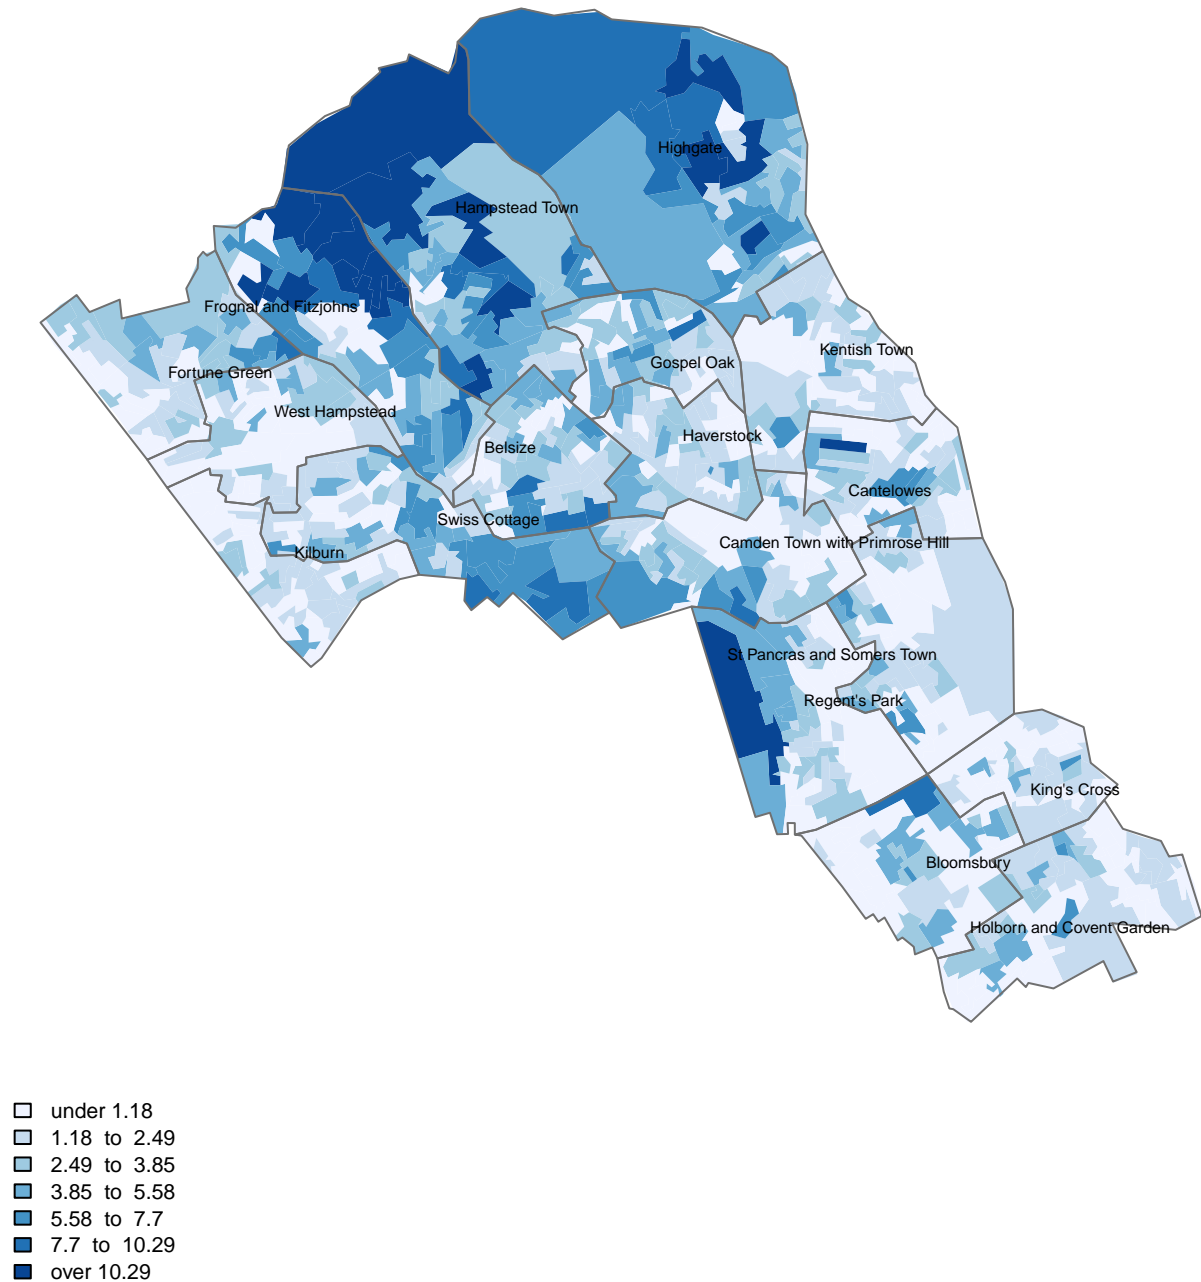 Highgate
Hampstead Town
Frognal and Fitzjohns
Kentish Town
Gospel Oak
Fortune Green
West Hampstead
Haverstock
Belsize
Cantelowes
Swiss Cottage
Camden Town with Primrose Hill
Kilburn
St Pancras and Somers Town
Regent's Park
King's Cross
Bloomsbury
Holborn and Covent Garden
under 1.18
1.18 to 2.49
2.49 to 3.85
3.85 to 5.58
5.58 to 7.7
7.7 to 10.29
over 10.29